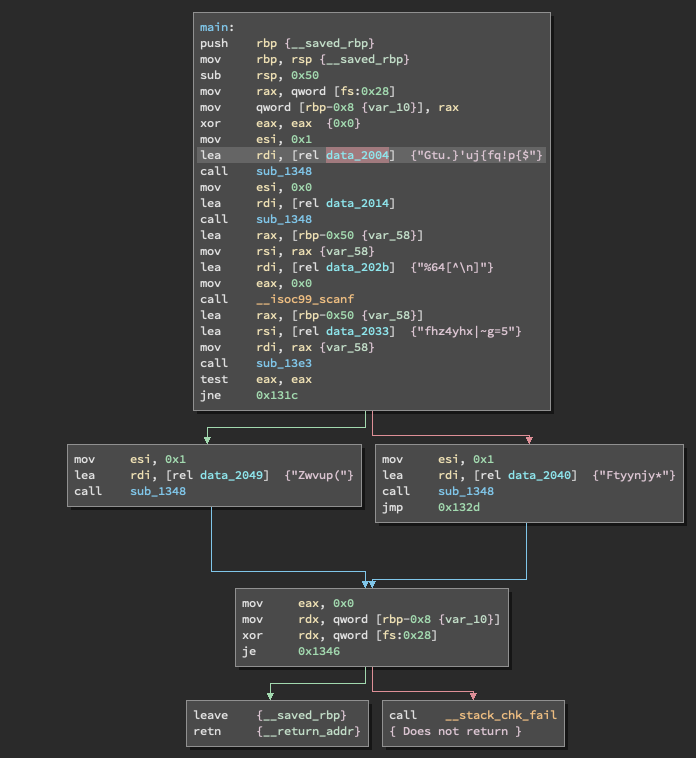 main:
push    rbp {__saved_rbp}
mov     rbp, rsp {__saved_rbp}
sub     rsp, 0x50
mov     rax, qword [fs:0x28]
mov     qword [rbp-0x8 {var_10}], rax
xor     eax, eax  {0x0}
mov     esi, 0x1
lea     rdi, [rel data_2004]  {"Gtu.}'uj{fq!p{$"}
call    sub_1348
mov     esi, 0x0
lea     rdi, [rel data_2014]
call    sub_1348
lea     rax, [rbp-0x50 {var_58}]
mov     rsi, rax {var_58}
lea     rdi, [rel data_202b]  {"%64[^\n]"}
mov     eax, 0x0
call    __isoc99_scanf
lea     rax, [rbp-0x50 {var_58}]
lea     rsi, [rel data_2033]  {"fhz4yhx|~g=5"}
mov     rdi, rax {var_58}
call    sub_13e3
test    eax, eax
jne     0x131c
mov     esi, 0x1
lea     rdi, [rel data_2049]  {"Zwvup("}
call    sub_1348
mov     esi, 0x1
lea     rdi, [rel data_2040]  {"Ftyynjy*"}
call    sub_1348
jmp     0x132d
mov     eax, 0x0
mov     rdx, qword [rbp-0x8 {var_10}]
xor     rdx, qword [fs:0x28]
je      0x1346
leave   {__saved_rbp}
retn    {__return_addr}
call    __stack_chk_fail
{ Does not return }